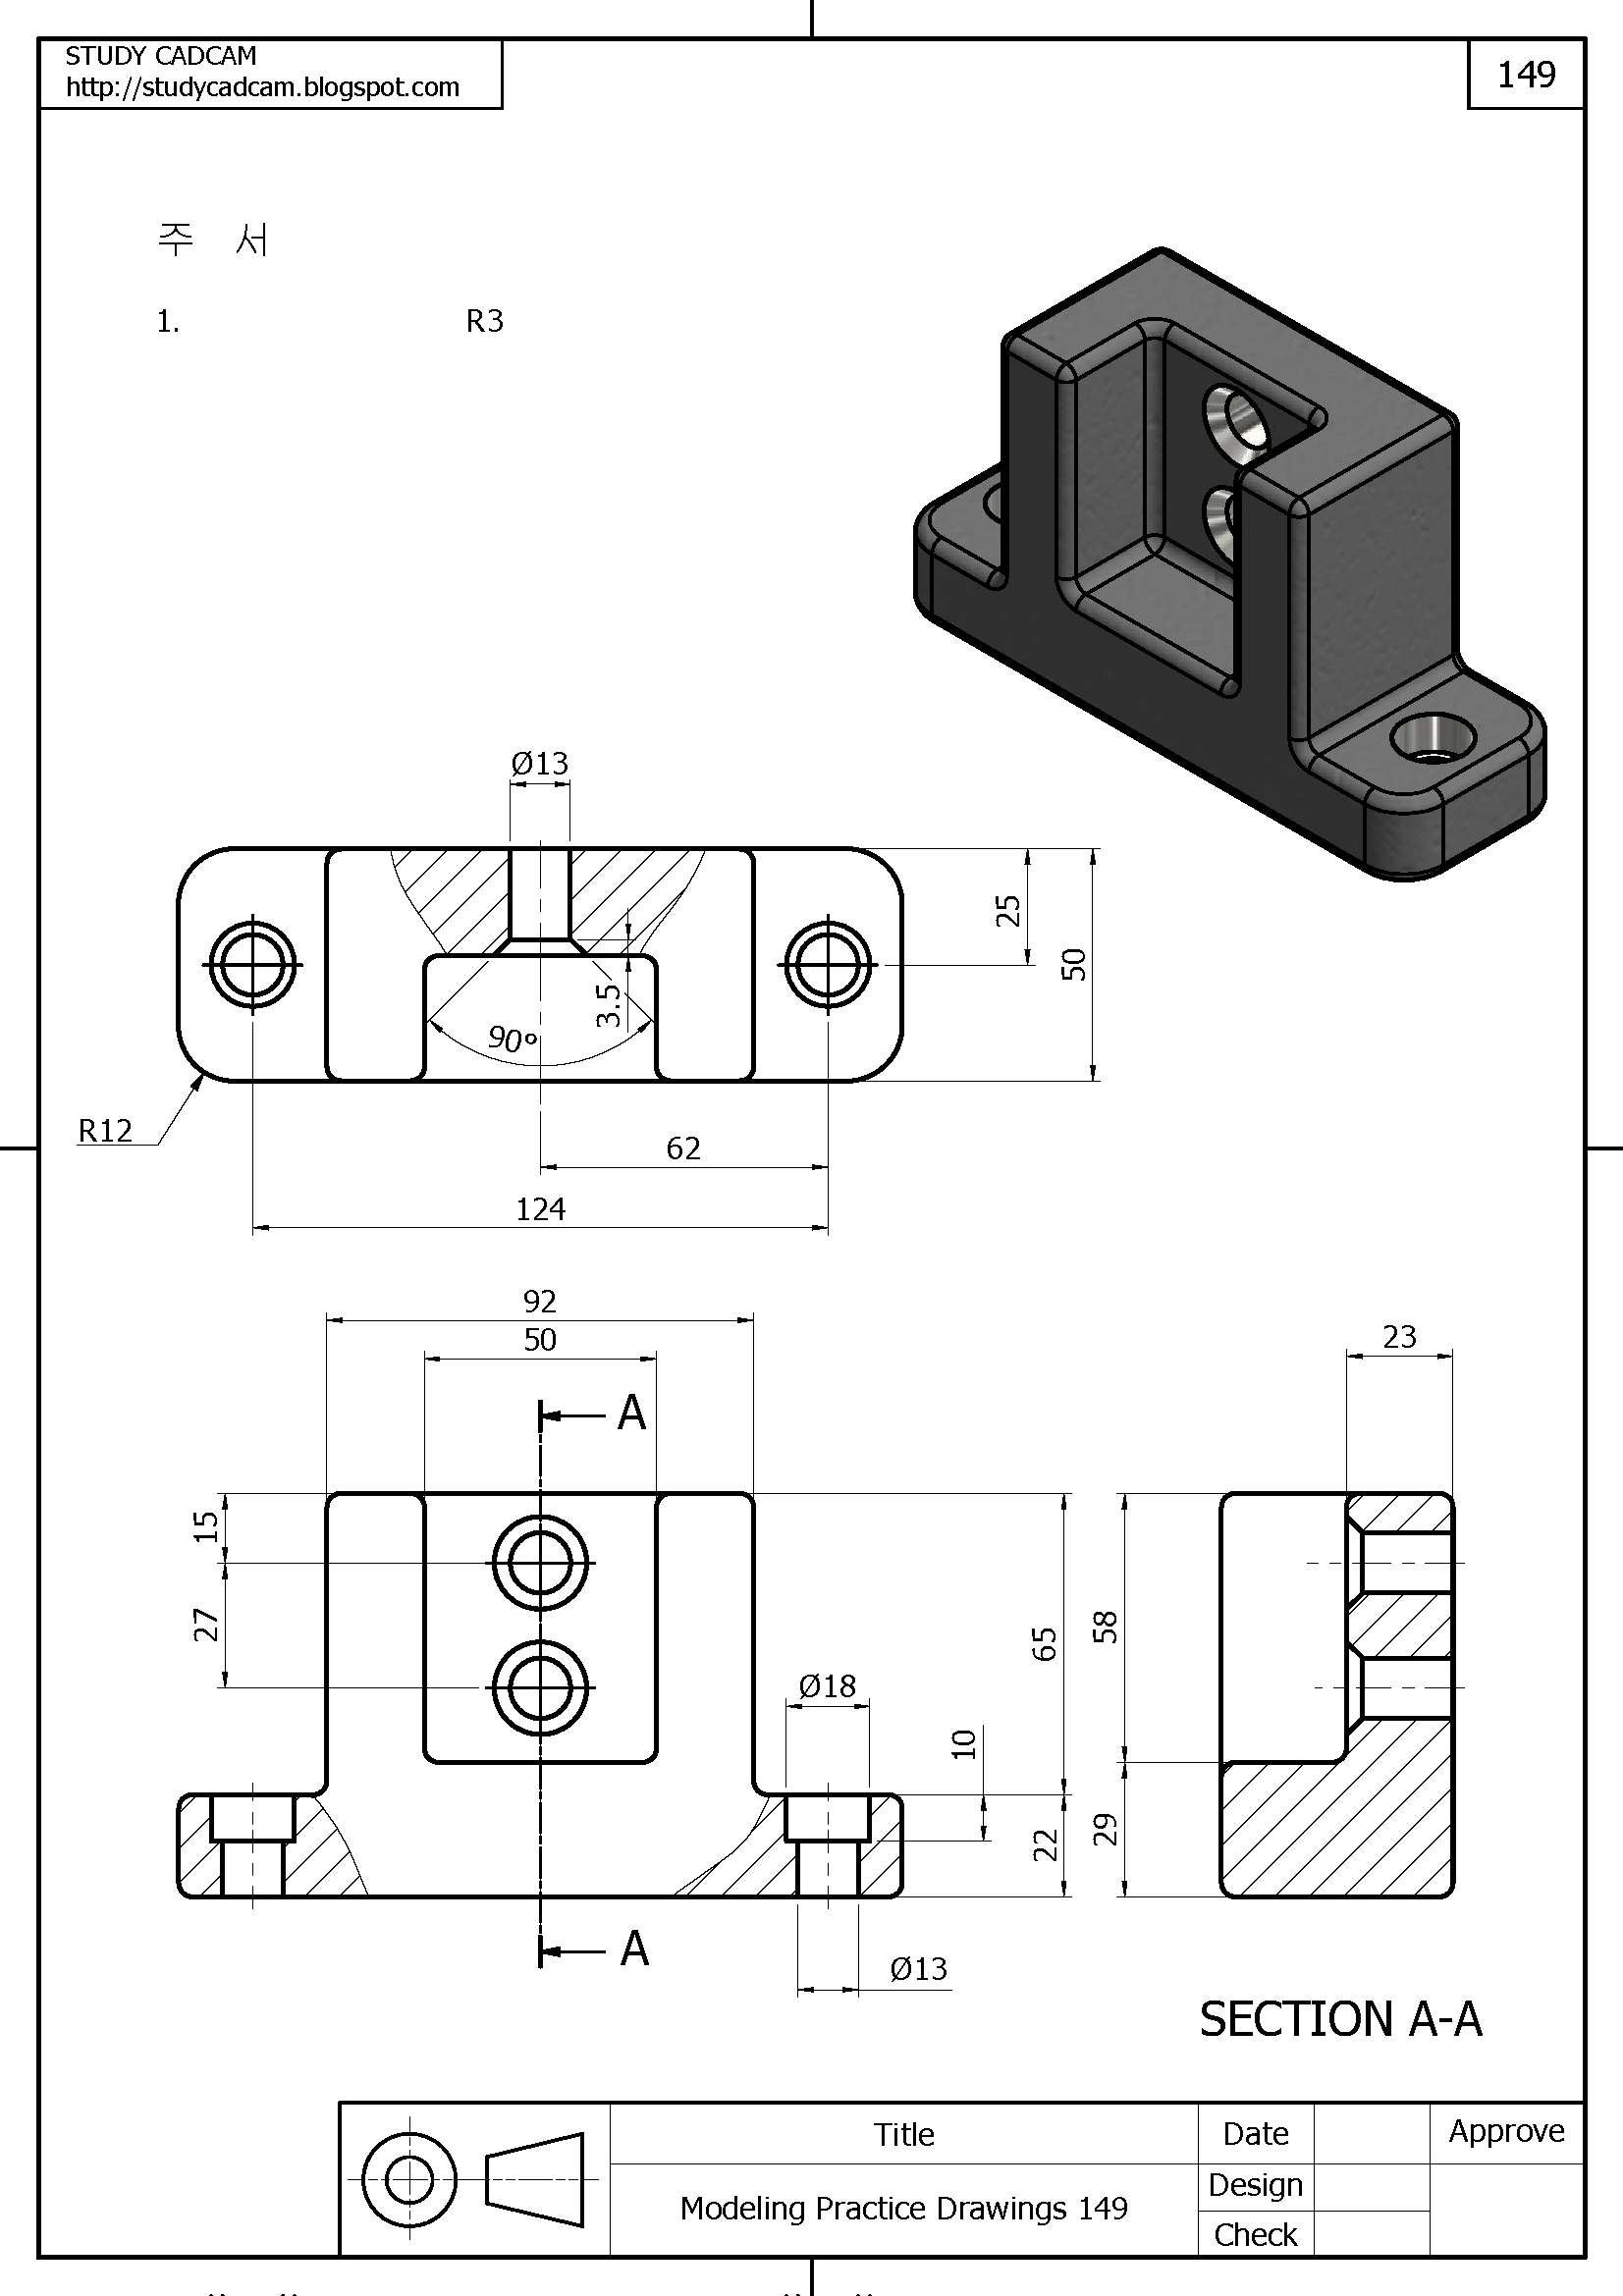 STUDY CADCAM
http://studycadcam.blogspot.com
149
주 서
1. R3
Ø13
25
50
3.5
90°
R12
62
124
92
50
23
A
15
27
65
58
Ø18
10
22
29
A
Ø13
SECTION A-A
Title
Date
Approve
Design
Modeling Practice Drawings 149
Check